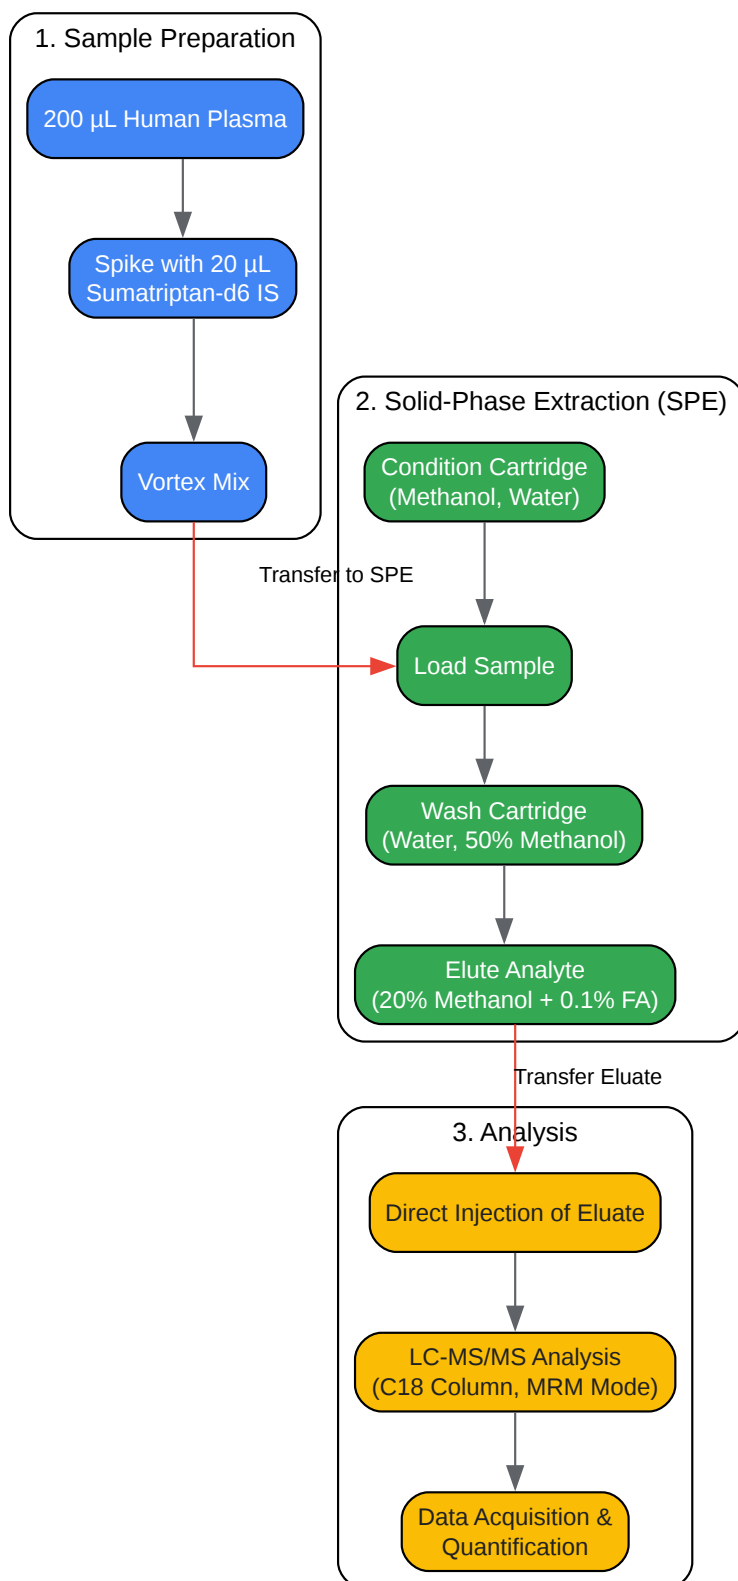 1. Sample Preparation
200 µL Human Plasma
Spike with 20 µL
Sumatriptan-d6 IS
Vortex Mix
Transfer to SPE
2. Solid-Phase Extraction (SPE)
Condition Cartridge
(Methanol, Water)
Load Sample
Wash Cartridge
(Water, 50% Methanol)
Elute Analyte
(20% Methanol + 0.1% FA)
Transfer Eluate
3. Analysis
Direct Injection of Eluate
LC-MS/MS Analysis
(C18 Column, MRM Mode)
Data Acquisition &
Quantification